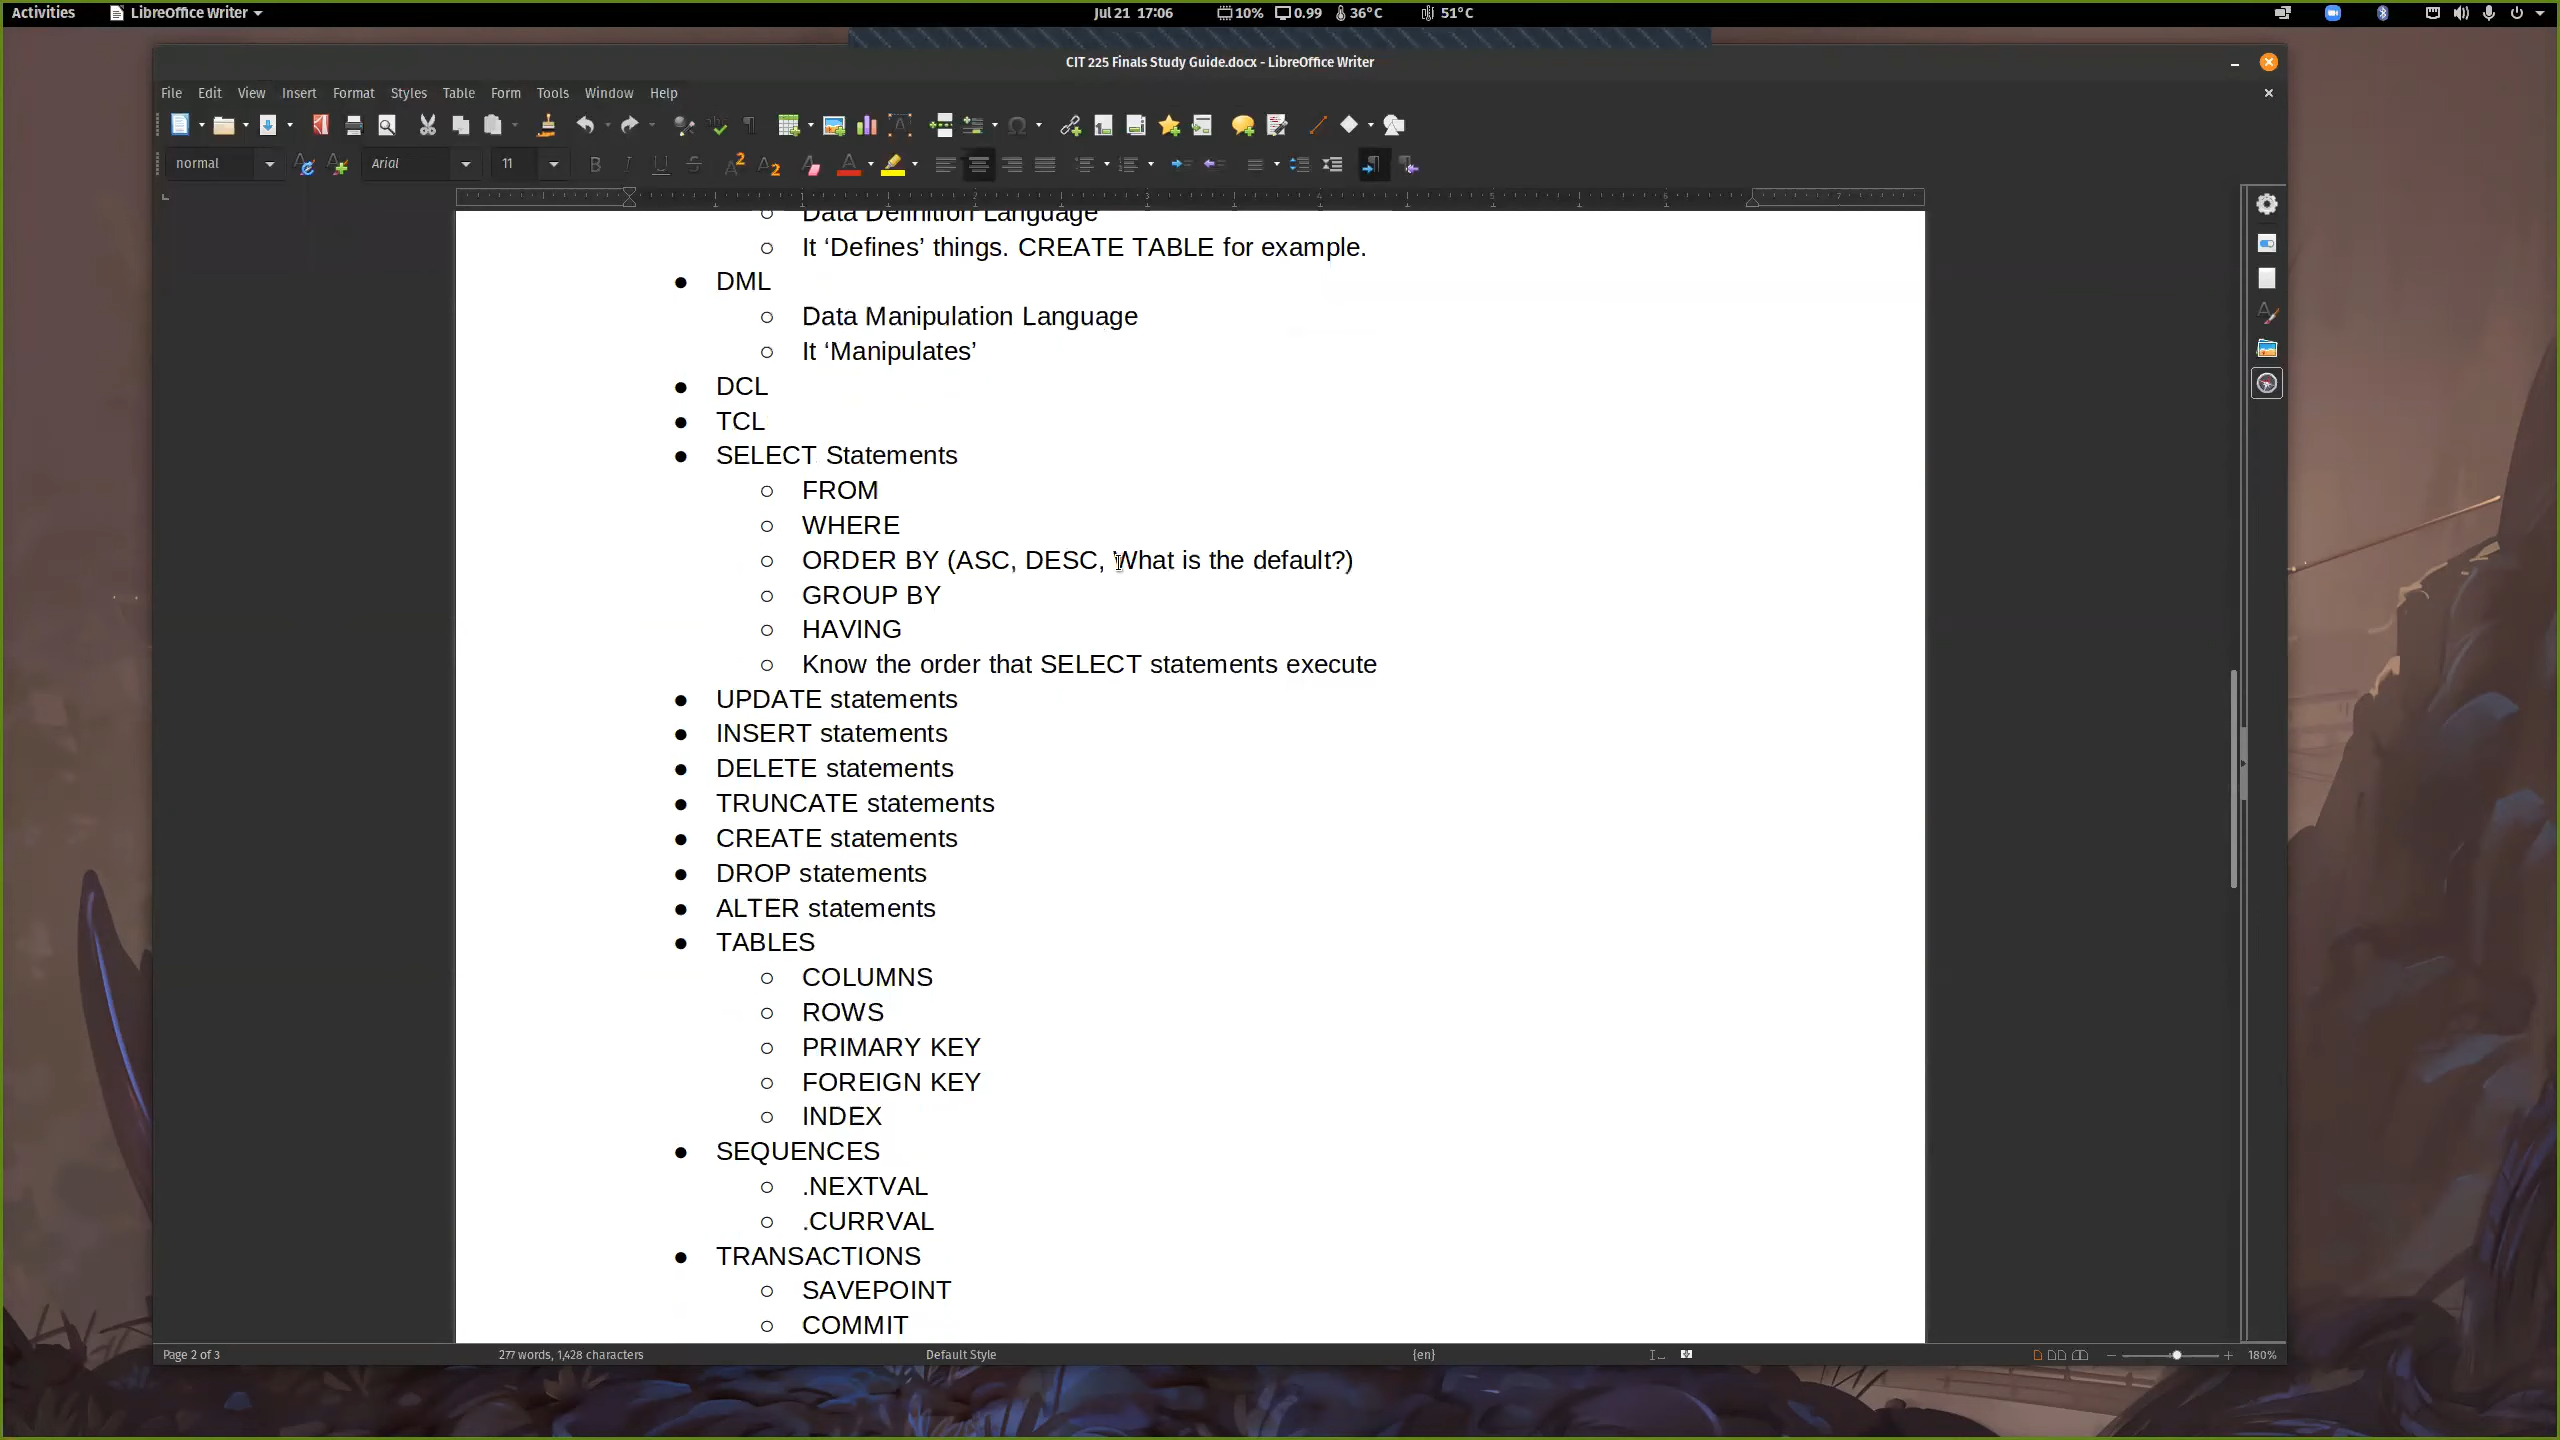 Activities LibreOffice Writer Jul 21 17:06 10% 0.99 36°C 51°C
CIT 225 Finals Study Guide.docx - LibreOffice Writer
File Edit View Insert Format Styles Table Form Tools Window Help
normal Arial 11
Data Definition Language
○ It ‘Defines’ things. CREATE TABLE for example.
● DML
○ Data Manipulation Language
○ It ‘Manipulates’
● DCL
● TCL
● SELECT Statements
○ FROM
○ WHERE
○ ORDER BY (ASC, DESC, What is the default?)
○ GROUP BY
○ HAVING
○ Know the order that SELECT statements execute
● UPDATE statements
● INSERT statements
● DELETE statements
● TRUNCATE statements
● CREATE statements
● DROP statements
● ALTER statements
● TABLES
○ COLUMNS
○ ROWS
○ PRIMARY KEY
○ FOREIGN KEY
○ INDEX
● SEQUENCES
○ .NEXTVAL
○ .CURRVAL
● TRANSACTIONS
○ SAVEPOINT
○ COMMIT
Page 2 of 3 277 words, 1,428 characters Default Style {en} 180%